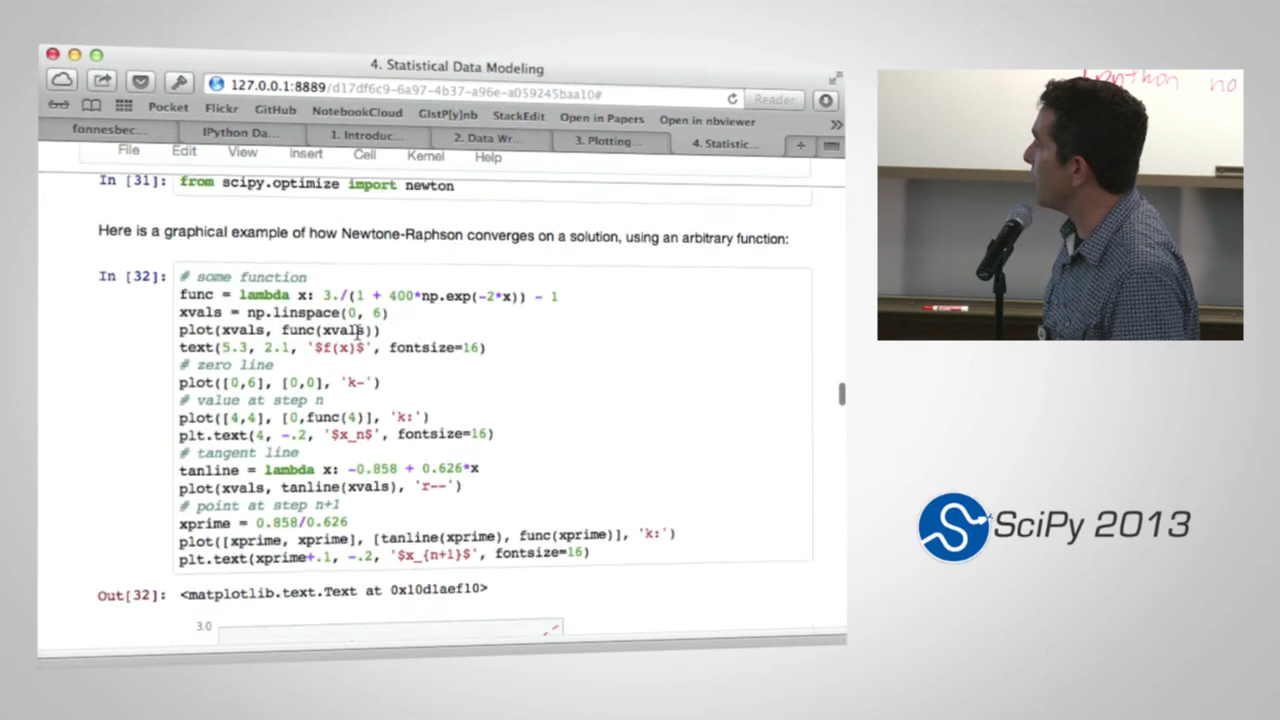 4. Statistical Data Modeling
127.0.0.1:8889/d17df6c9-6a97-4b37-a96e-a059245baa10#
Reader
Pocket Flickr GitHub NotebookCloud GIstP[y]nb StackEdit Open in Papers Open in nbviewer
fonnesbec... IPython Da... 1. Introduc... 2. Data Wr... 3. Plotting... 4. Statistic...
File Edit View Insert Cell Kernel Help
In [31]: from scipy.optimize import newton
Here is a graphical example of how Newtone-Raphson converges on a solution, using an arbitrary function:
In [32]: # some function
func = lambda x: 3./(1 + 400*np.exp(-2*x)) - 1
xvals = np.linspace(0, 6)
plot(xvals, func(xvals))
text(5.3, 2.1, '$f(x)$', fontsize=16)
# zero line
plot([0,6], [0,0], 'k-')
# value at step n
plot([4,4], [0,func(4)], 'k:')
plt.text(4, -.2, '$x_n$', fontsize=16)
# tangent line
tanline = lambda x: -0.858 + 0.626*x
plot(xvals, tanline(xvals), 'r--')
# point at step n+1
xprime = 0.858/0.626
plot([xprime, xprime], [tanline(xprime), func(xprime)], 'k:')
plt.text(xprime+.1, -.2, '$x_{n+1}$', fontsize=16)
Out[32]: <matplotlib.text.Text at 0x10d1aef10>
3.0
python no
SciPy 2013